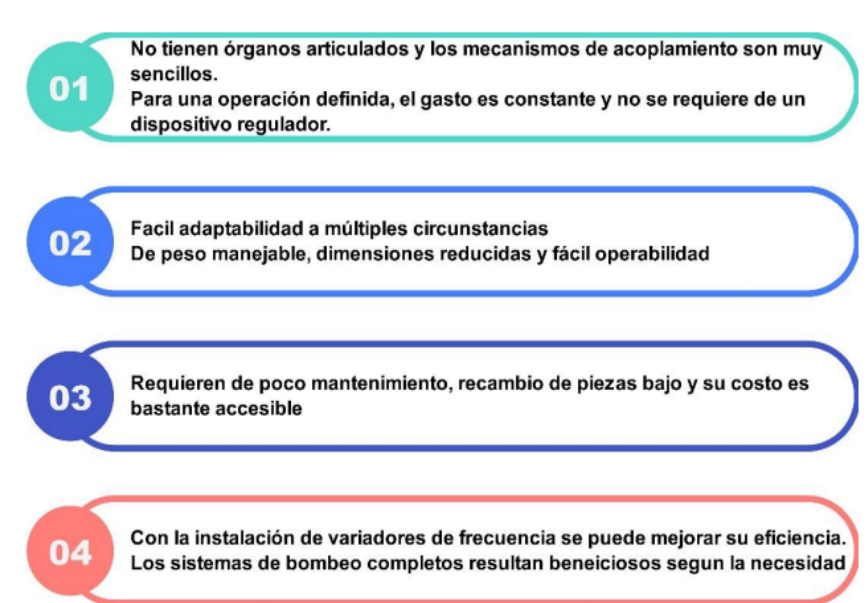 01
No tienen órganos articulados y los mecanismos de acoplamiento son muy
sencillos.
Para una operación definida, el gasto es constante y no se requiere de un
dispositivo regulador.
02
Facil adaptabilidad a múltiples circunstancias
De peso manejable, dimensiones reducidas y fácil operabilidad
03
Requieren de poco mantenimiento, recambio de piezas bajo y su costo es
bastante accesible
04
Con la instalación de variadores de frecuencia se puede mejorar su eficiencia.
Los sistemas de bombeo completos resultan beneiciosos segun la necesidad